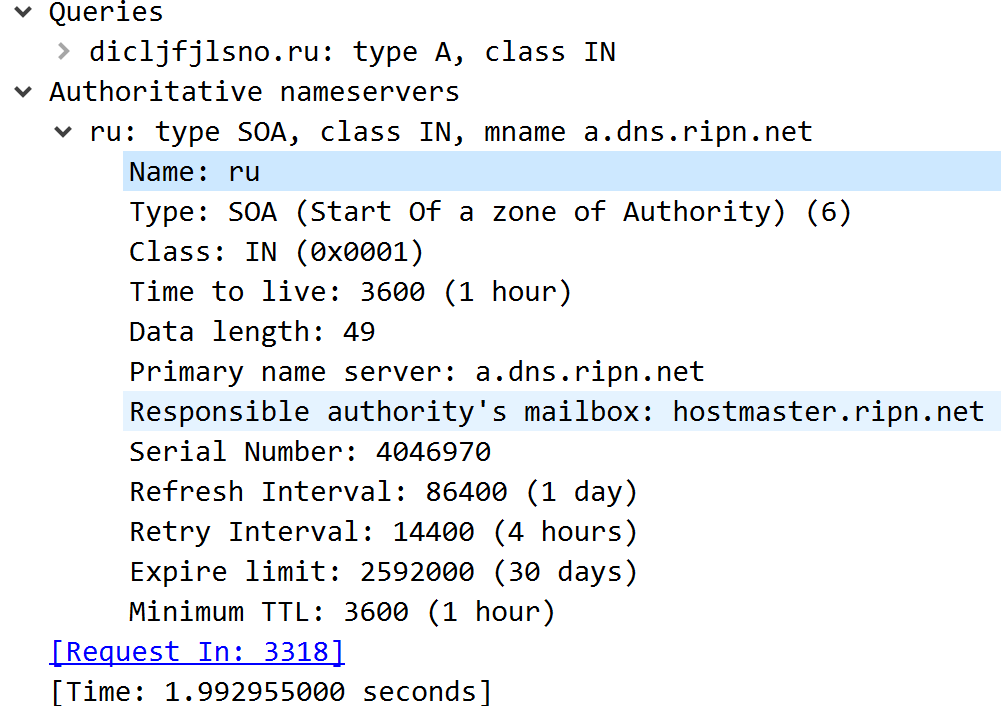 Queries
dicljfjlsno.ru: type A, class IN
Authoritative nameservers
ru: type SOA, class IN, mname a.dns.ripn.net
Name: ru
Type: SOA (Start Of a zone of Authority) (6)
Class: IN (0x0001)
Time to live: 3600 (1 hour)
Data length: 49
Primary name server: a.dns.ripn.net
Responsible authority's mailbox: hostmaster.ripn.net
Serial Number: 4046970
Refresh Interval: 86400 (1 day)
Retry Interval: 14400 (4 hours)
Expire limit: 2592000 (30 days)
Minimum TTL: 3600 (1 hour)
[Request In: 3318]
[Time: 1.992955000 seconds]